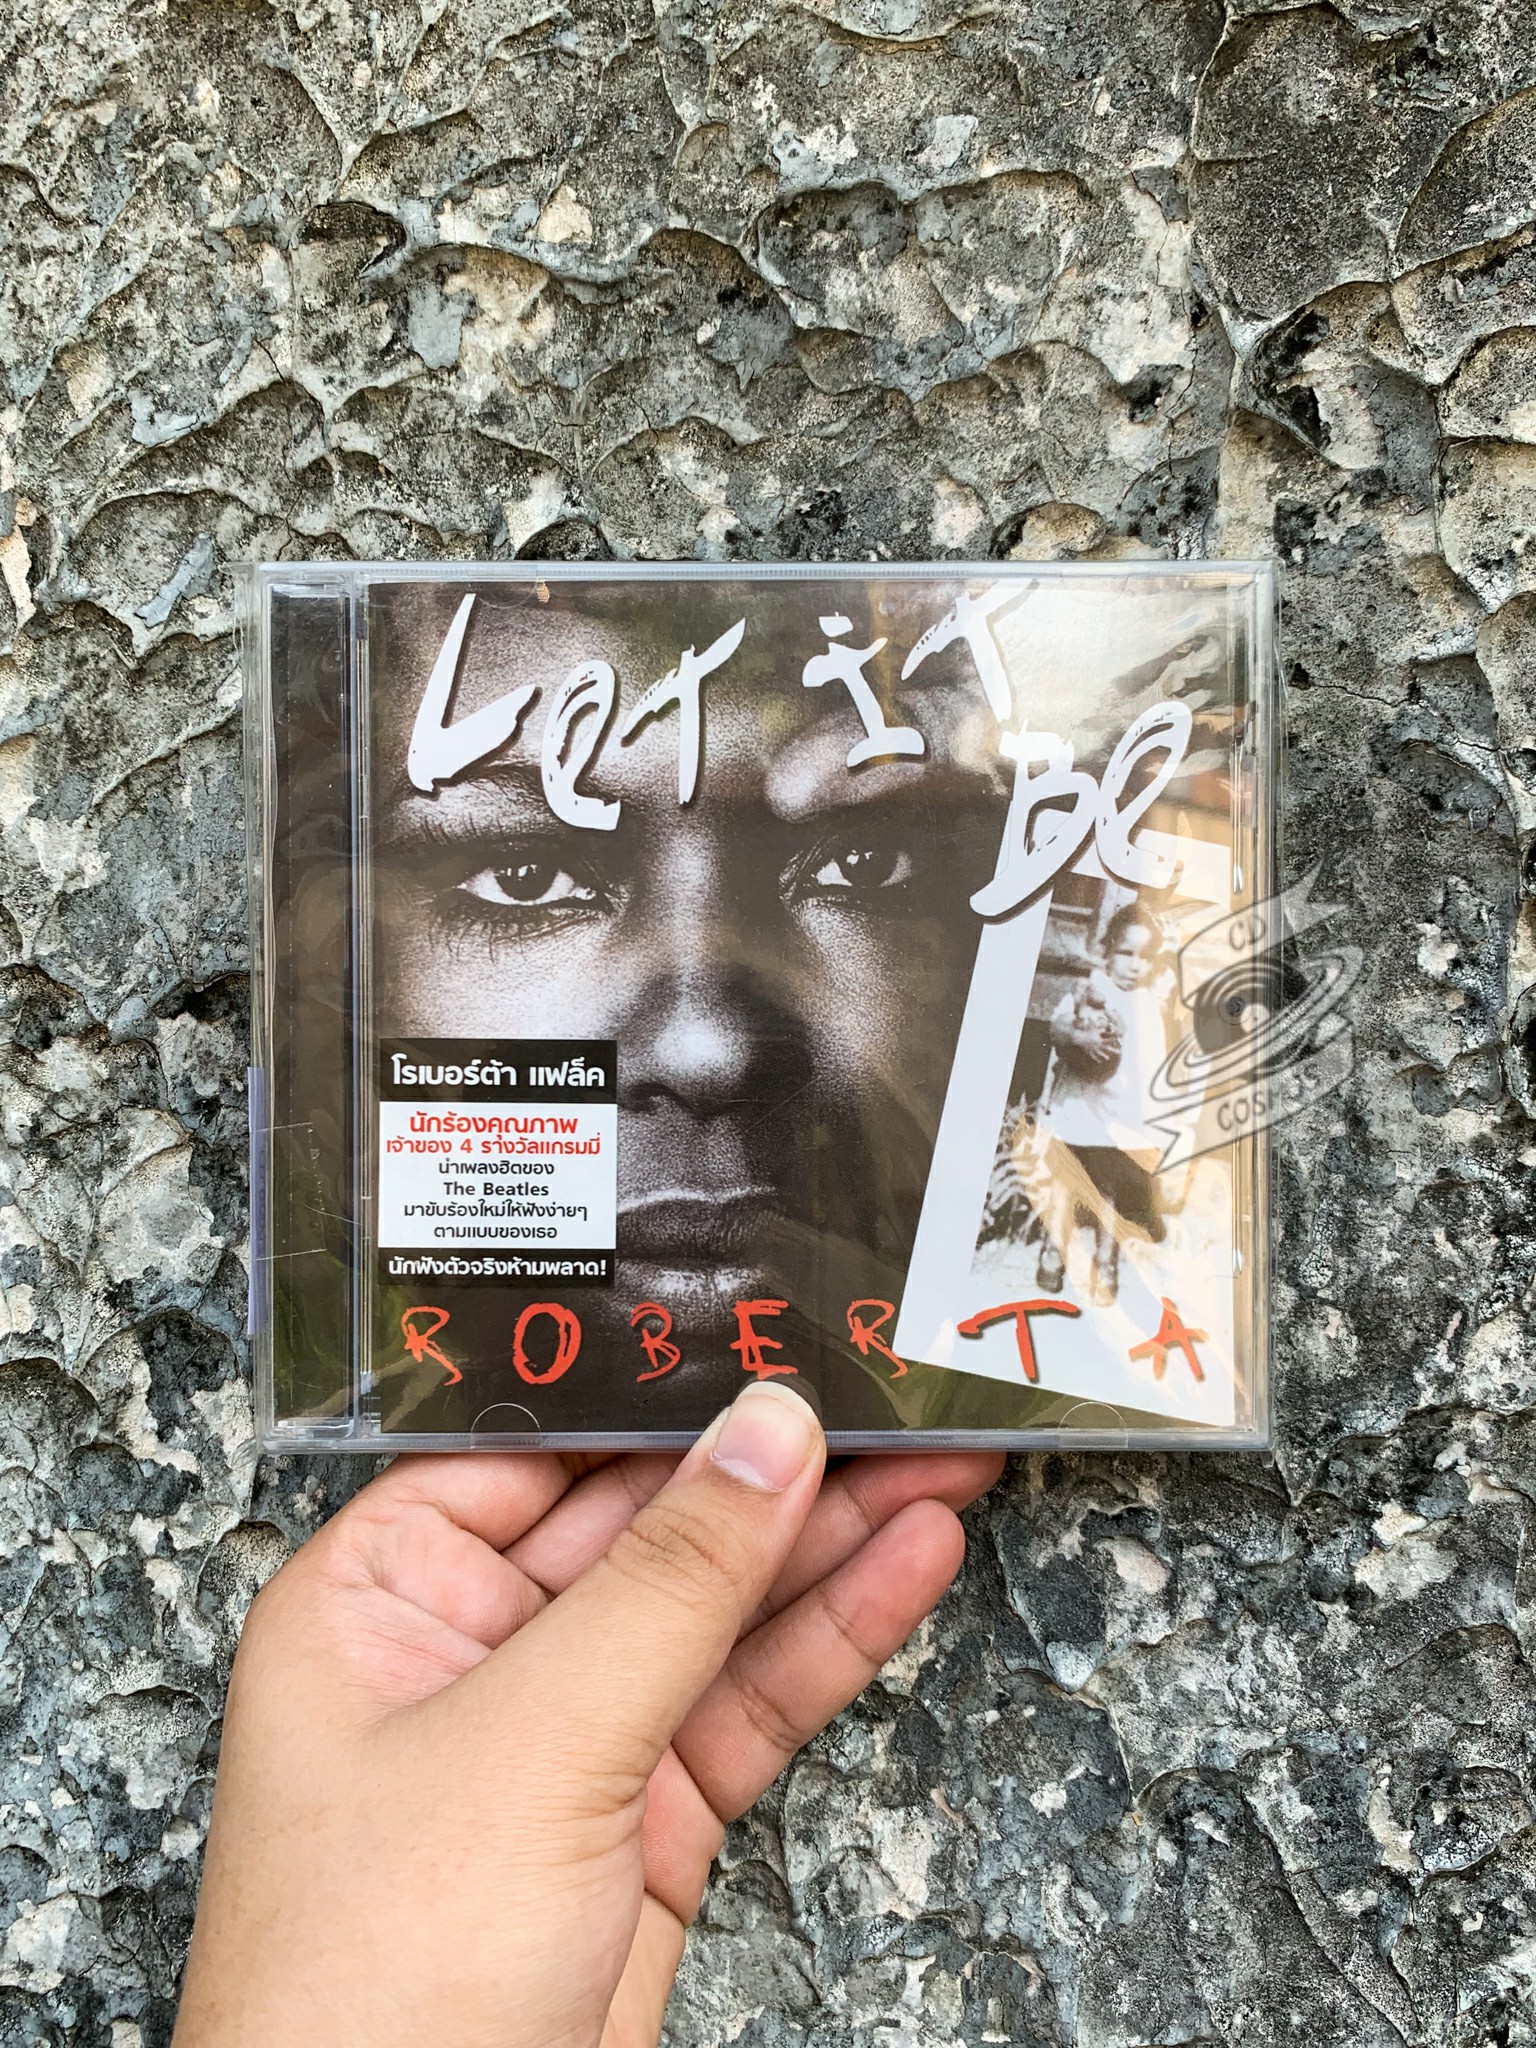 Let it Be
โรเบอร์ต้า แฟล็ค
นักร้องคุณภาพ
เจ้าของ 4 รางวัลแกรมมี่
นำเพลงฮิตของ
The Beatles
มาขับร้องใหม่ให้ฟังง่ายๆ
ตามแบบของเธอ
นักฟังตัวจริงห้ามพลาด!
ROBERTA
CD
COSMOS